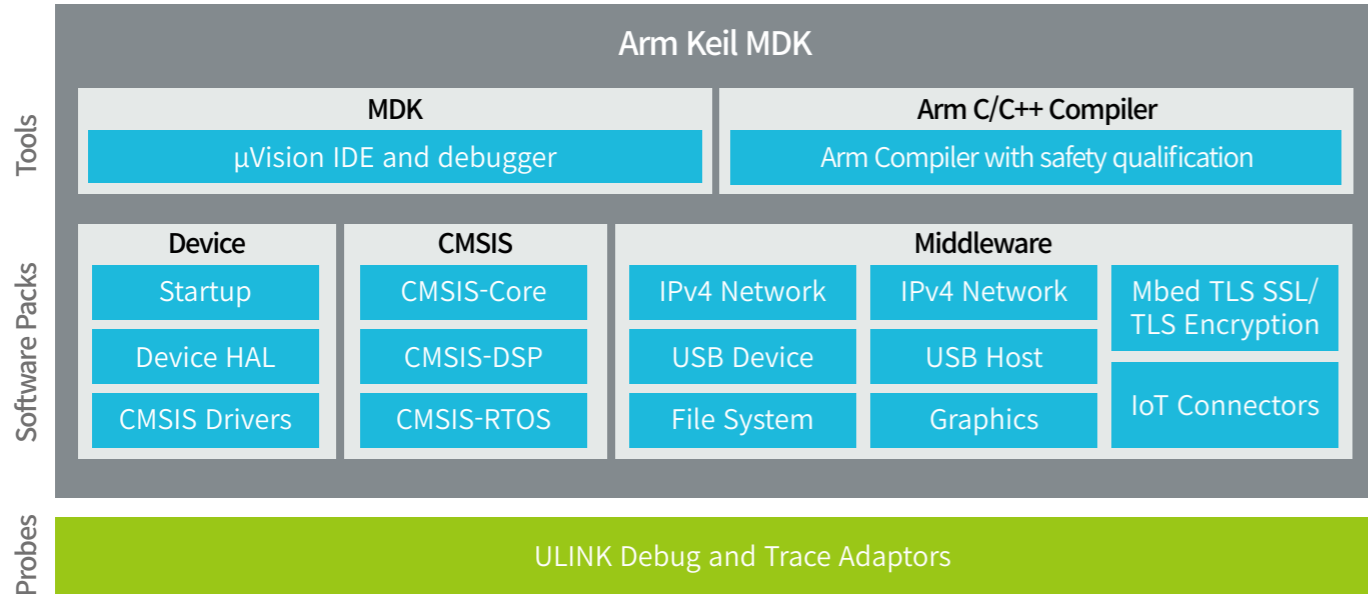 Arm Keil MDK
Tools
MDK
µVision IDE and debugger
Arm C/C++ Compiler
Arm Compiler with safety qualification
Software Packs
Device
Startup
Device HAL
CMSIS Drivers
CMSIS
CMSIS-Core
CMSIS-DSP
CMSIS-RTOS
Middleware
IPv4 Network
IPv4 Network
Mbed TLS SSL/
TLS Encryption
USB Device
USB Host
File System
Graphics
IoT Connectors
Probes
ULINK Debug and Trace Adaptors